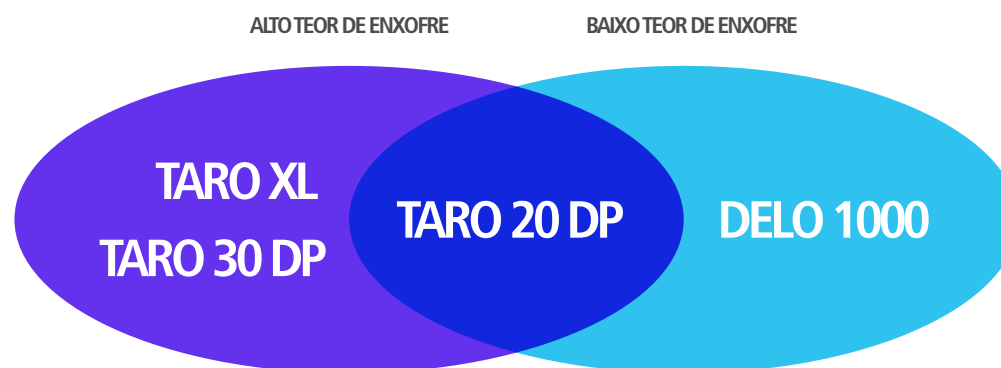 ALTO TEOR DE ENXOFRE
BAIXO TEOR DE ENXOFRE
TARO XL
TARO 30 DP
TARO 20 DP
DELO 1000